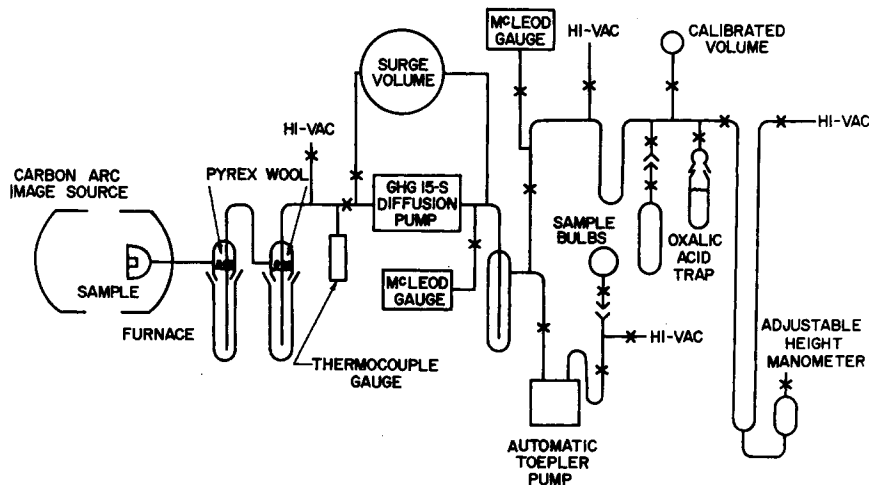 McLEOD
GAUGE
HI-VAC
CALIBRATED
VOLUME
SURGE
VOLUME
HI-VAC
HI-VAC
CARBON ARC
IMAGE SOURCE
PYREX WOOL
GHG 15-S
DIFFUSION
PUMP
SAMPLE
BULBS
OXALIC
ACID
TRAP
SAMPLE
McLEOD
GAUGE
FURNACE
HI-VAC
ADJUSTABLE
HEIGHT
MANOMETER
THERMOCOUPLE
GAUGE
AUTOMATIC
TOEPLER
PUMP